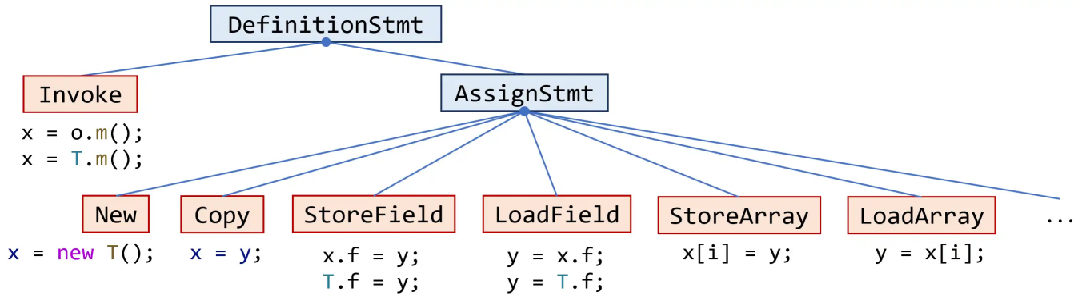 DefinitionStmt
Invoke
AssignStmt
x = o.m();
x = T.m();
New
Copy
StoreField
LoadField
StoreArray
LoadArray
...
x = new T();
x = y;
x.f = y;
T.f = y;
y = x.f;
y = T.f;
x[i] = y;
y = x[i];